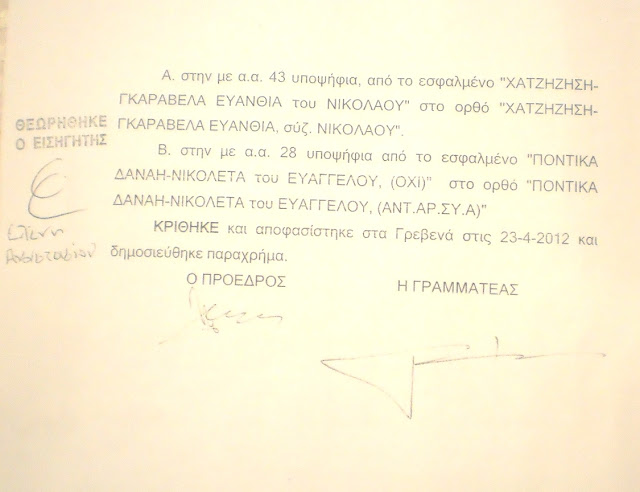 Α. στην με α.α. 43 υποψήφια, από το εσφαλμένο "ΧΑΤΖΗΖΗΣΗ-
ΓΚΑΡΑΒΕΛΑ ΕΥΑΝΘΙΑ του ΝΙΚΟΛΑΟΥ" στο ορθό "ΧΑΤΖΗΖΗΣΗ-
ΓΚΑΡΑΒΕΛΑ ΕΥΑΝΘΙΑ, σύζ. ΝΙΚΟΛΑΟΥ".
ΘΕΩΡΗΘΗΚΕ
Ο ΕΙΣΗΓΗΤΗΣ
Β. στην με α.α. 28 υποψήφια από το εσφαλμένο "ΠΟΝΤΙΚΑ
ΔΑΝΑΗ-ΝΙΚΟΛΕΤΑ του ΕΥΑΓΓΕΛΟΥ, (ΟΧΙ)" στο ορθό "ΠΟΝΤΙΚΑ
ΔΑΝΑΗ-ΝΙΚΟΛΕΤΑ του ΕΥΑΓΓΕΛΟΥ, (ΑΝΤ.ΑΡ.ΣΥ.Α)"
ΚΡΙΘΗΚΕ και αποφασίστηκε στα Γρεβενά στις 23-4-2012 και
δημοσιεύθηκε παραχρήμα.
Ο ΠΡΟΕΔΡΟΣ
Η ΓΡΑΜΜΑΤΕΑΣ